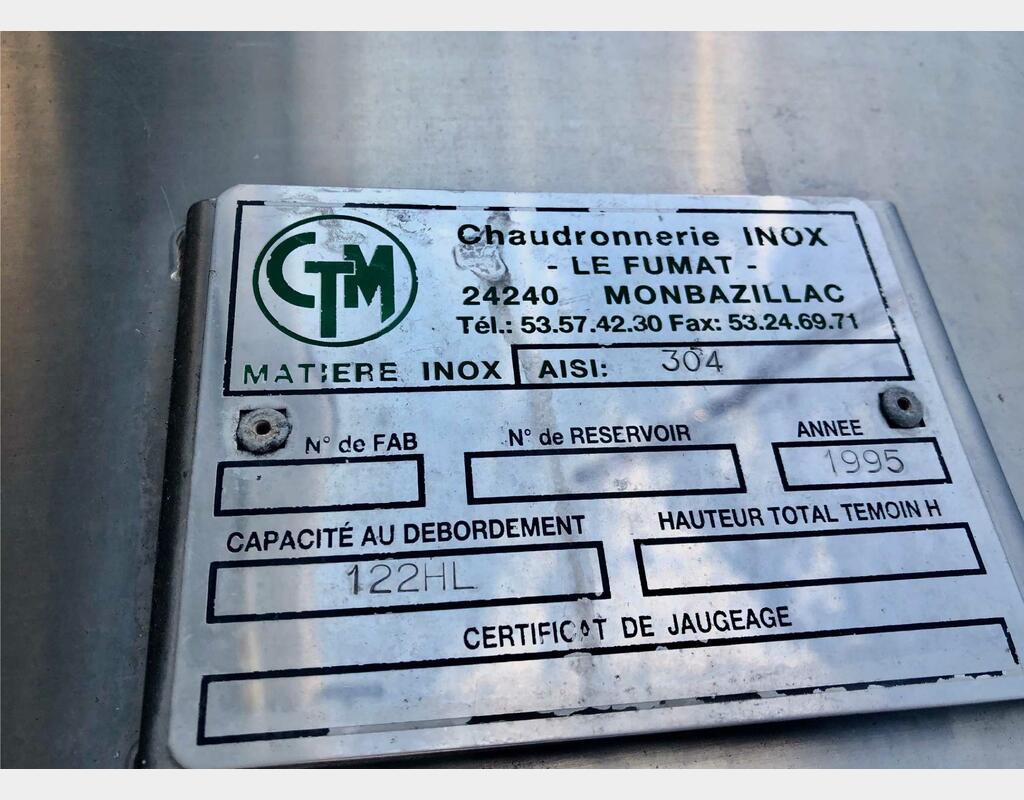 CTM
Chaudronnerie INOX
- LE FUMAT -
24240 MONBAZILLAC
Tél.: 53.57.42.30 Fax: 53.24.69.71
MATIERE INOX AISI: 304
N° de FAB N° de RESERVOIR ANNEE
1995
CAPACITÉ AU DEBORDEMENT HAUTEUR TOTAL TEMOIN H
122HL
CERTIFICAT DE JAUGEAGE